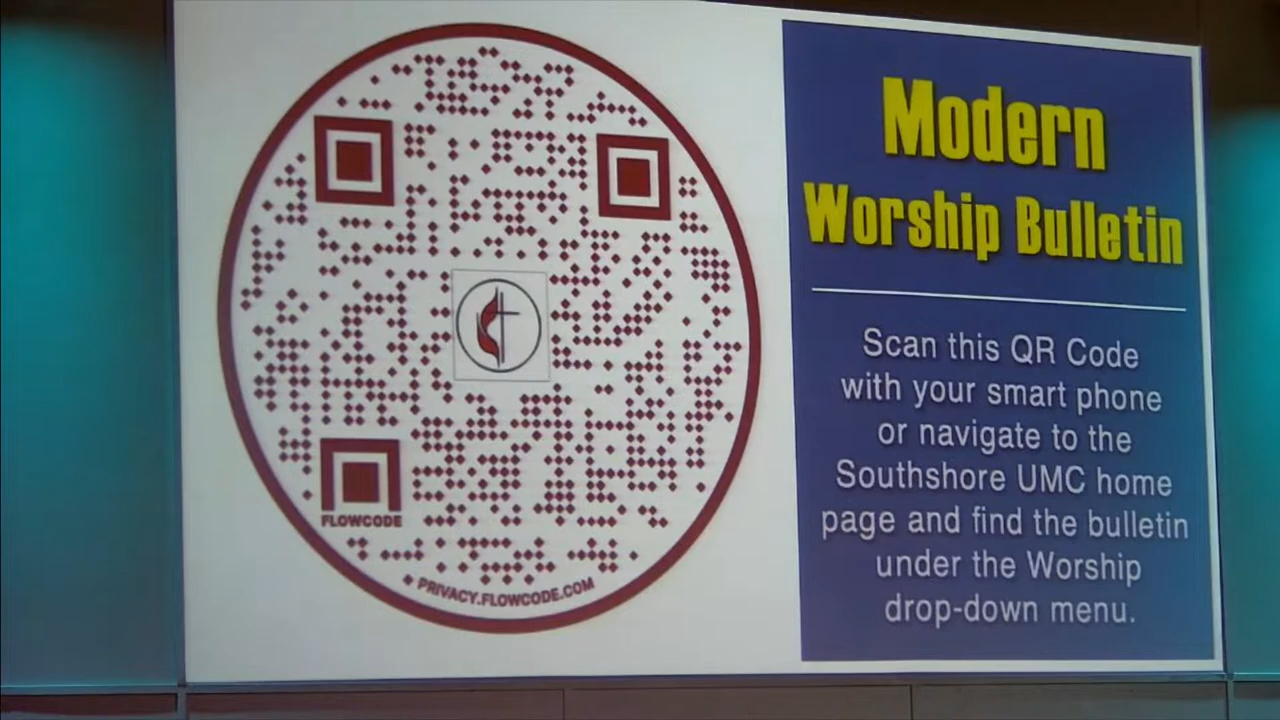 FLOWCODE
PRIVACY.FLOWCODE.COM
Modern
Worship Bulletin
Scan this QR Code
with your smart phone
or navigate to the
Southshore UMC home
page and find the bulletin
under the Worship
drop-down menu.